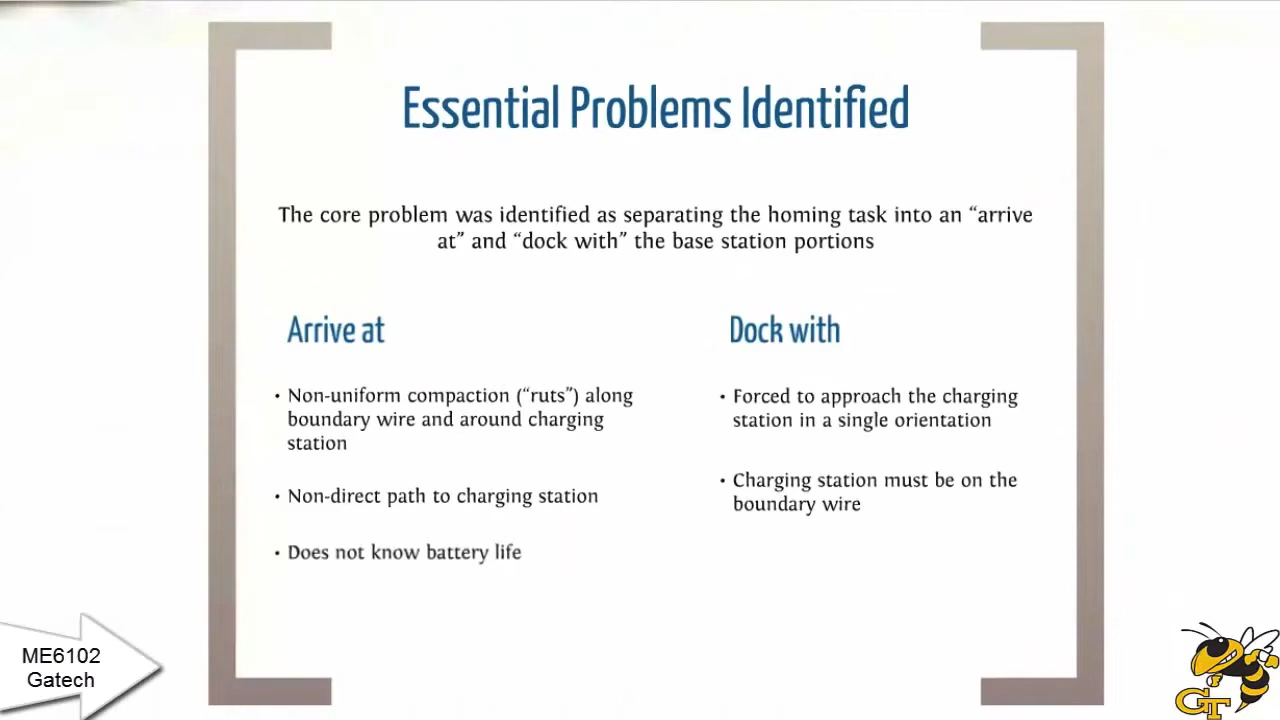 Essential Problems Identified
The core problem was identified as separating the homing task into an “arrive
at” and “dock with” the base station portions
Arrive at
• Non-uniform compaction (“ruts”) along
boundary wire and around charging
station
• Non-direct path to charging station
• Does not know battery life
Dock with
• Forced to approach the charging
station in a single orientation
• Charging station must be on the
boundary wire
ME6102
Gatech
GT